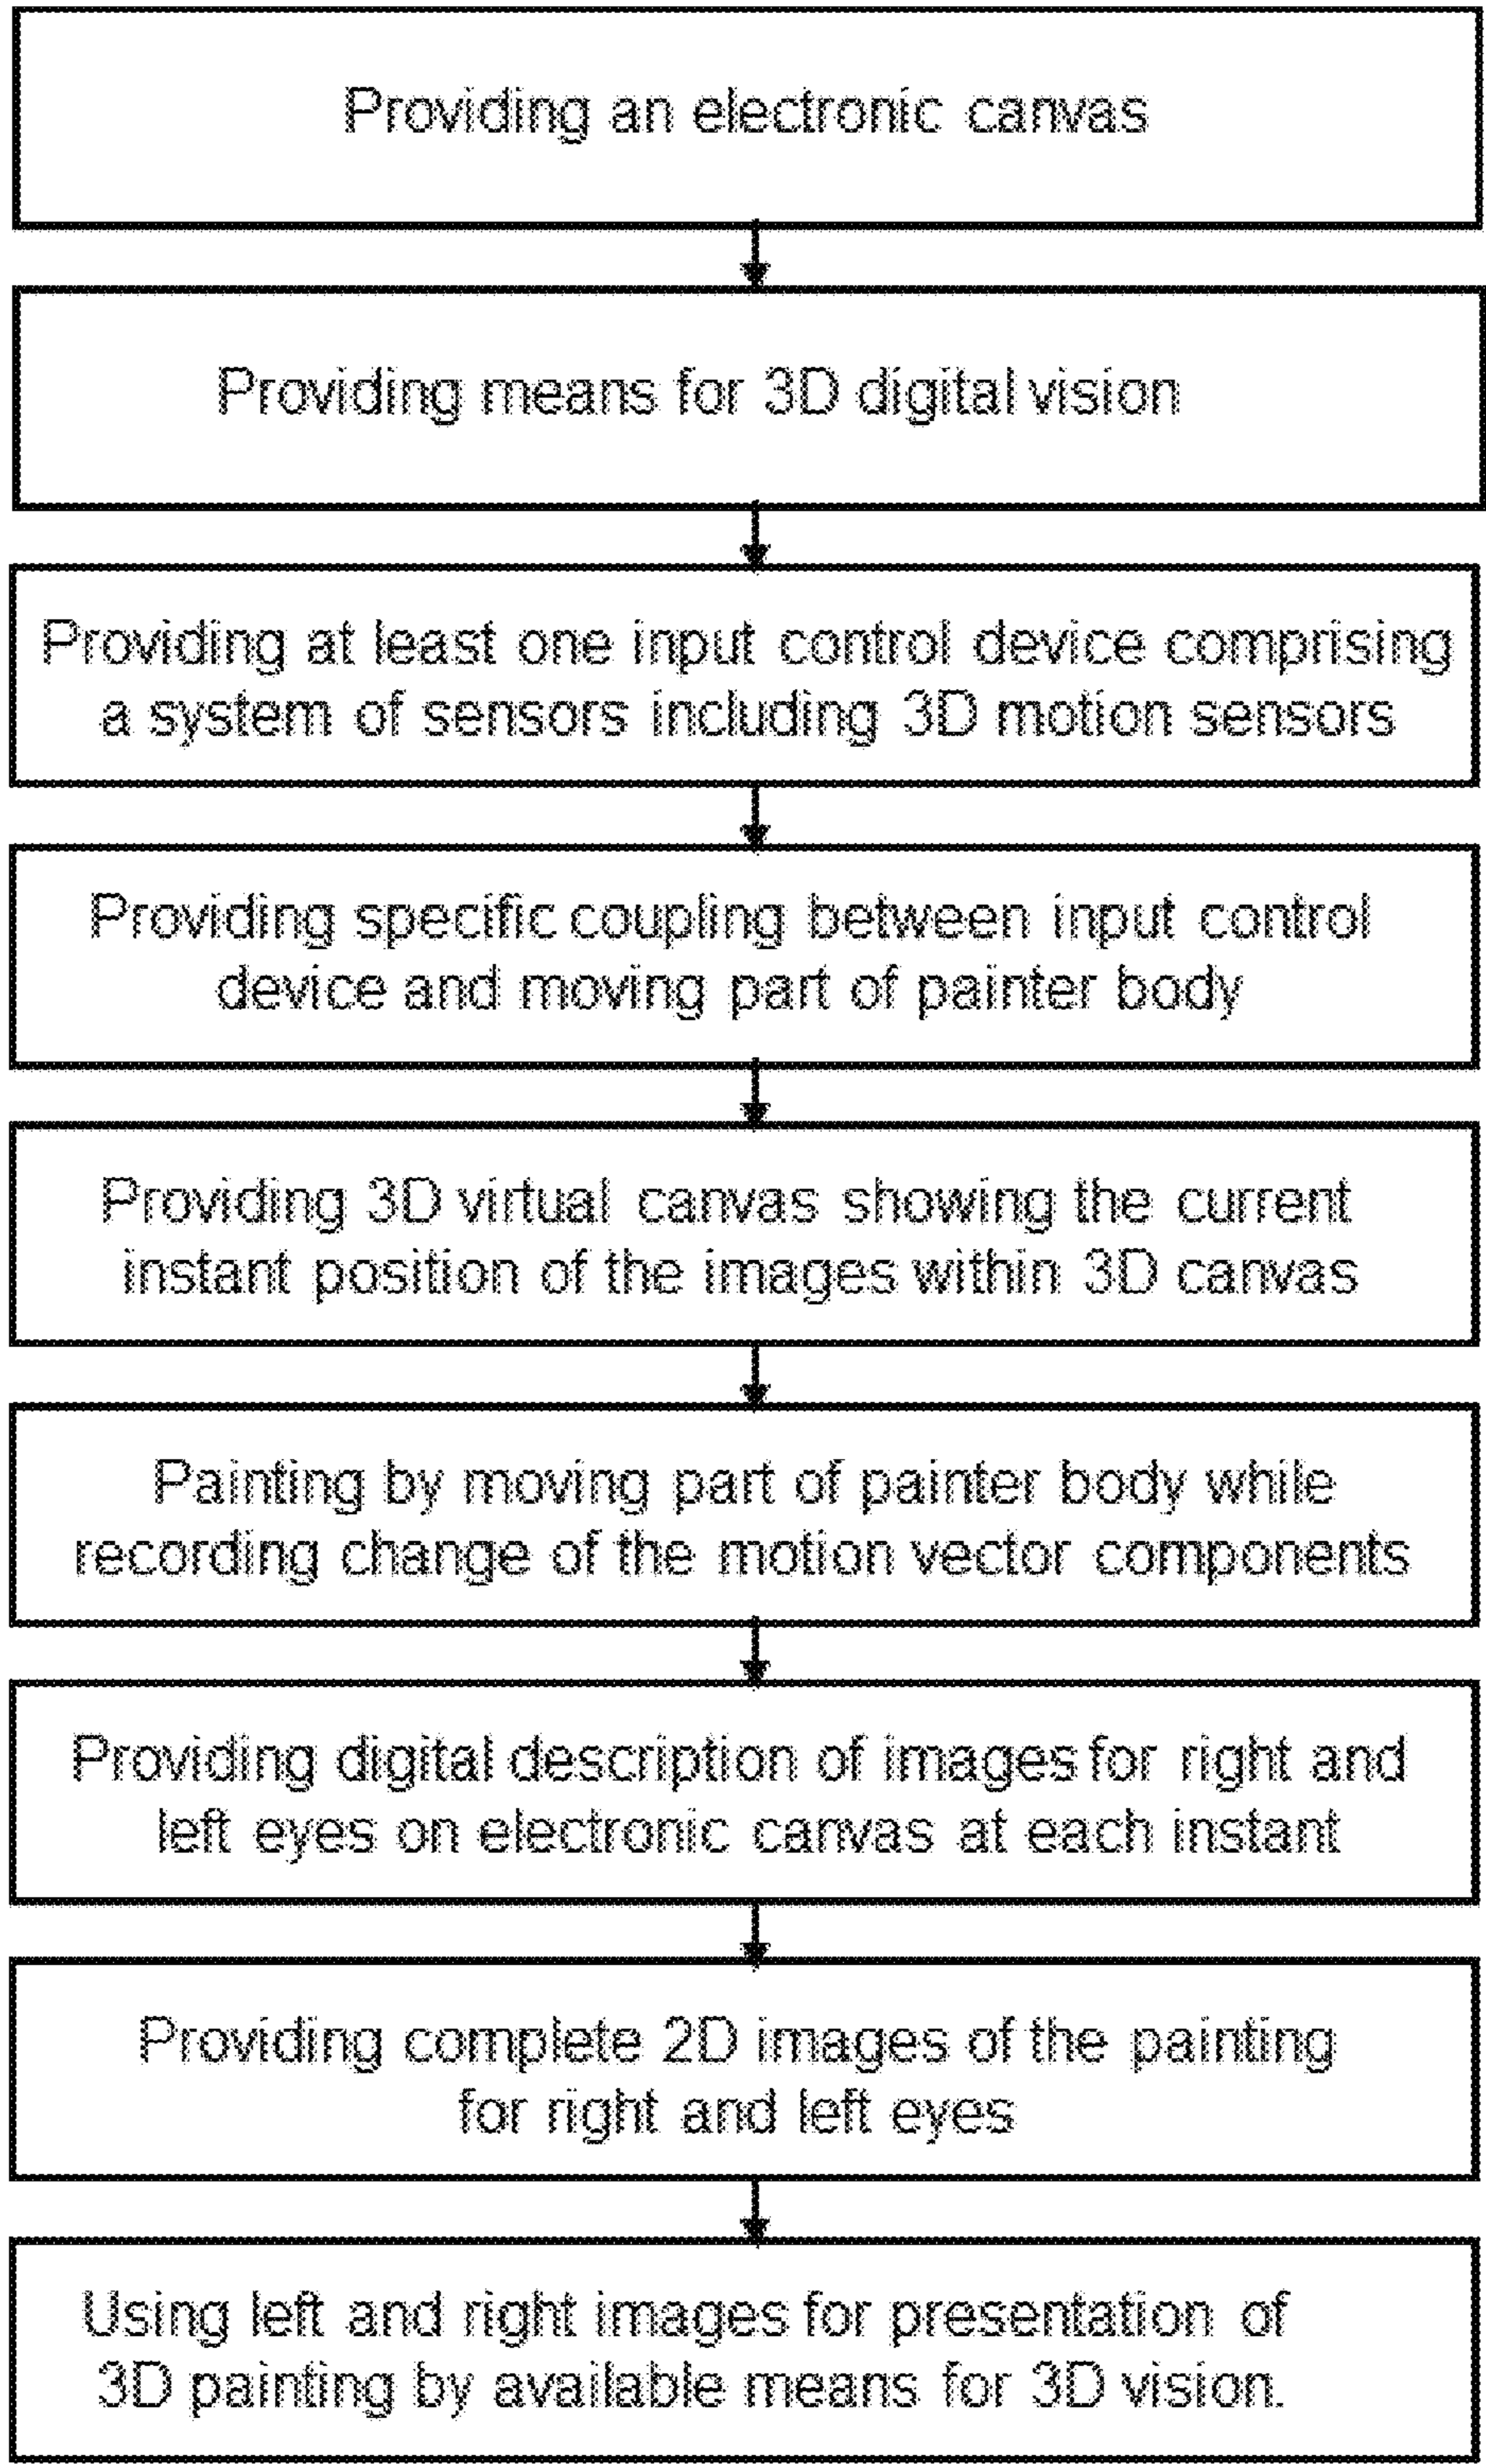 Providing an electronic canvas
Providing means for 3D digital vision
Providing at least one input control device comprising
a system of sensors including 3D motion sensors
Providing specific coupling between input control
device and moving part of painter body
Providing 3D virtual canvas showing the current
instant position of the images within 3D canvas
Painting by moving part of painter body while
recording change of the motion vector components
Providing digital description of images for right and
left eyes on electronic canvas at each instant
Providing complete 2D images of the painting
for right and left eyes
Using left and right images for presentation of
3D painting by available means for 3D vision.